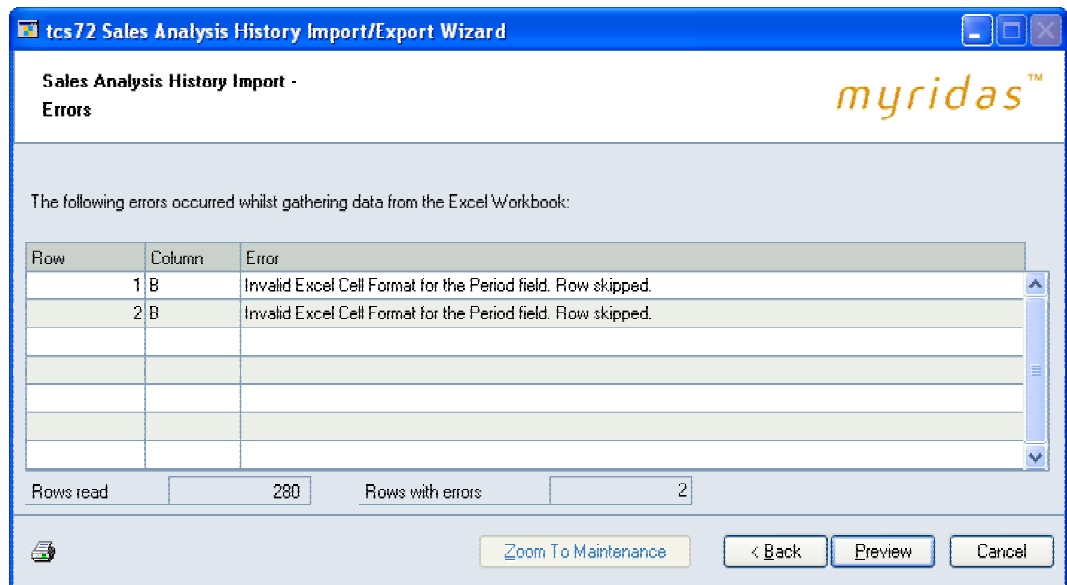 tcs72 Sales Analysis History Import/Export Wizard
Sales Analysis History Import -
Errors
myridas™
The following errors occurred whilst gathering data from the Excel Workbook:
Row Column Error
1 B Invalid Excel Cell Format for the Period field. Row skipped.
2 B Invalid Excel Cell Format for the Period field. Row skipped.
Rows read 280 Rows with errors 2
Zoom To Maintenance < Back Preview Cancel